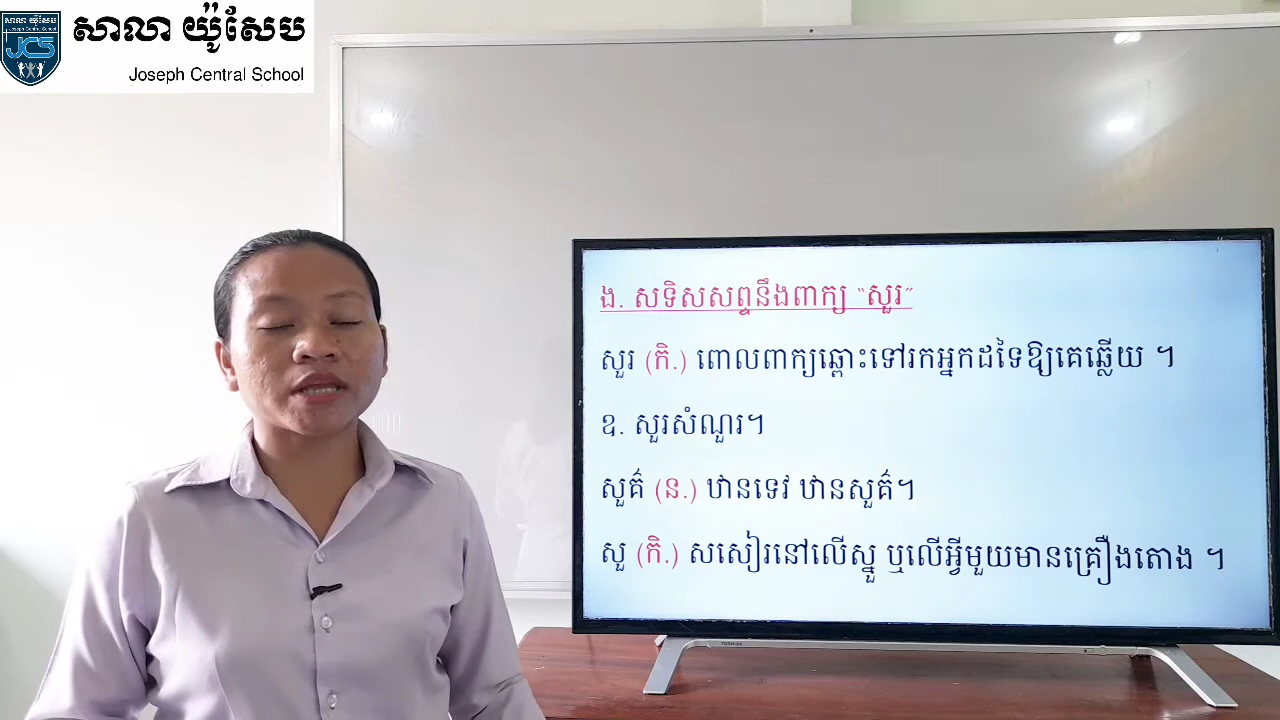 សាលា យ៉ូសែប
Joseph Central School
JCS
ង. សទិសសព្ទនឹងពាក្យ “សួរ”
សួរ (កិ.) ពោលពាក្យឆ្ពោះទៅរកអ្នកដទៃឱ្យគេឆ្លើយ ។
ឧ. សួរសំណួរ។
សួគ៌ (ន.) ឋានទេវ ឋានសួគ៌។
សួ (កិ.) សសៀរនៅលើស្នួ ឬលើអ្វីមួយមានគ្រឿងតោង ។
TOSHIBA